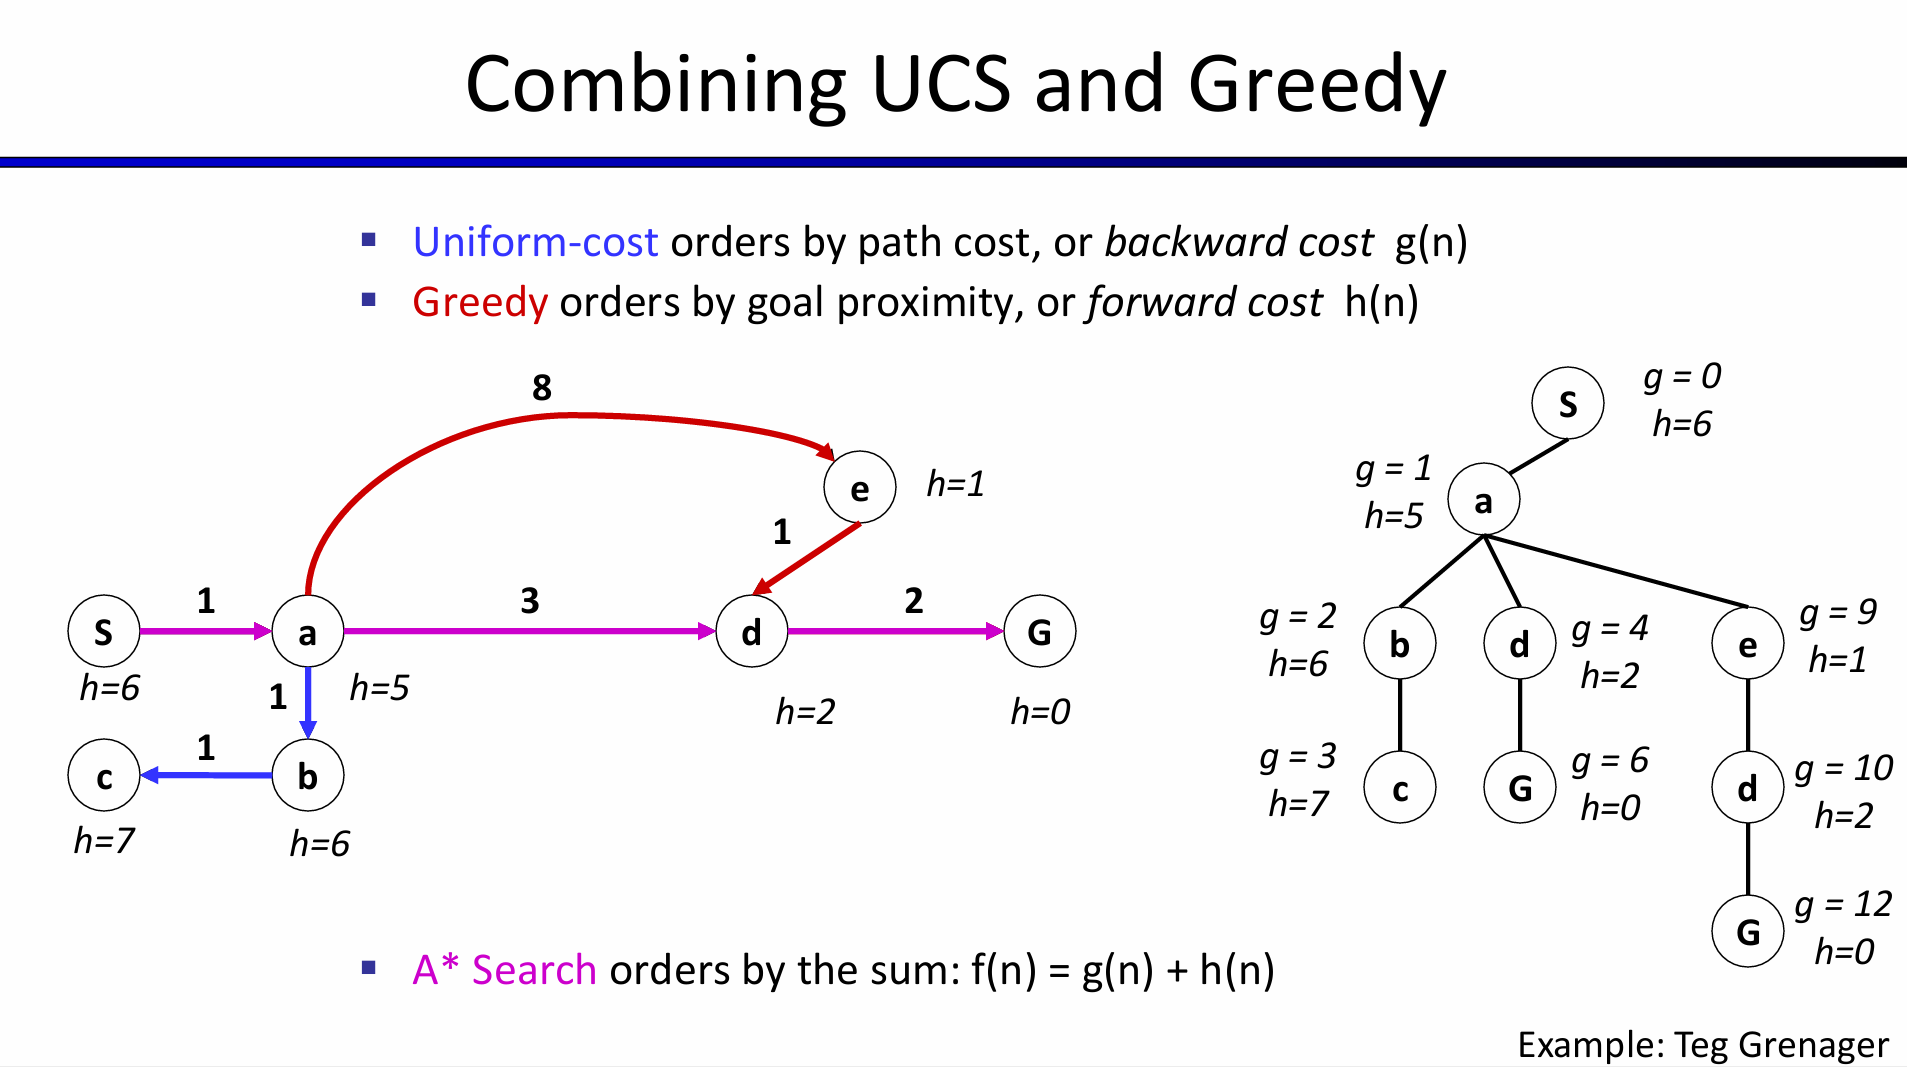 Combining UCS and Greedy
▪ Uniform-cost orders by path cost, or backward cost g(n)
▪ Greedy orders by goal proximity, or forward cost h(n)
8
e
h=1
1
S
1
a
3
d
2
G
h=6
1
h=5
h=2
h=0
c
1
b
h=7
h=6
S
g = 0
h=6
g = 1
h=5
a
g = 2
h=6
b
d
g = 4
h=2
e
g = 9
h=1
g = 3
h=7
c
G
g = 6
h=0
d
g = 10
h=2
G
g = 12
h=0
▪ A* Search orders by the sum: f(n) = g(n) + h(n)
Example: Teg Grenager